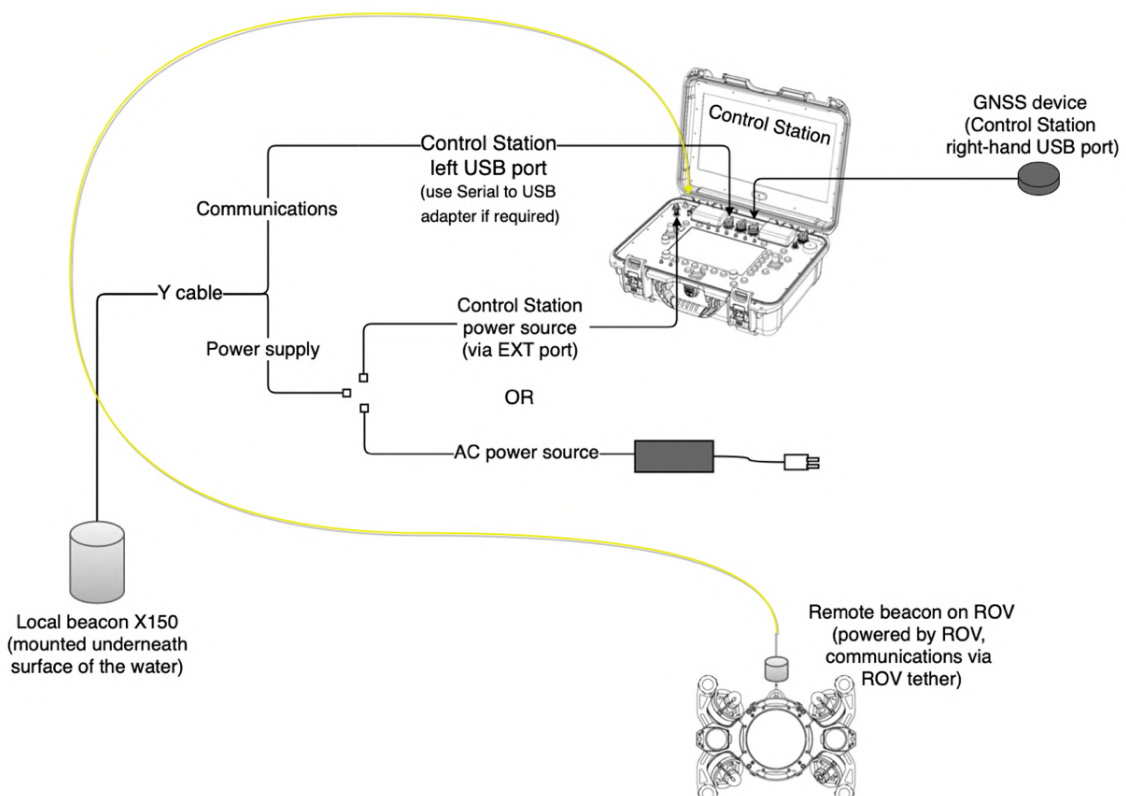 Control Station
GNSS device
(Control Station
right-hand USB port)
Control Station
left USB port
(use Serial to USB
adapter if required)
Communications
Y cable
Control Station
power source
(via EXT port)
Power supply
OR
AC power source
Local beacon X150
(mounted underneath
surface of the water)
Remote beacon on ROV
(powered by ROV,
communications via
ROV tether)